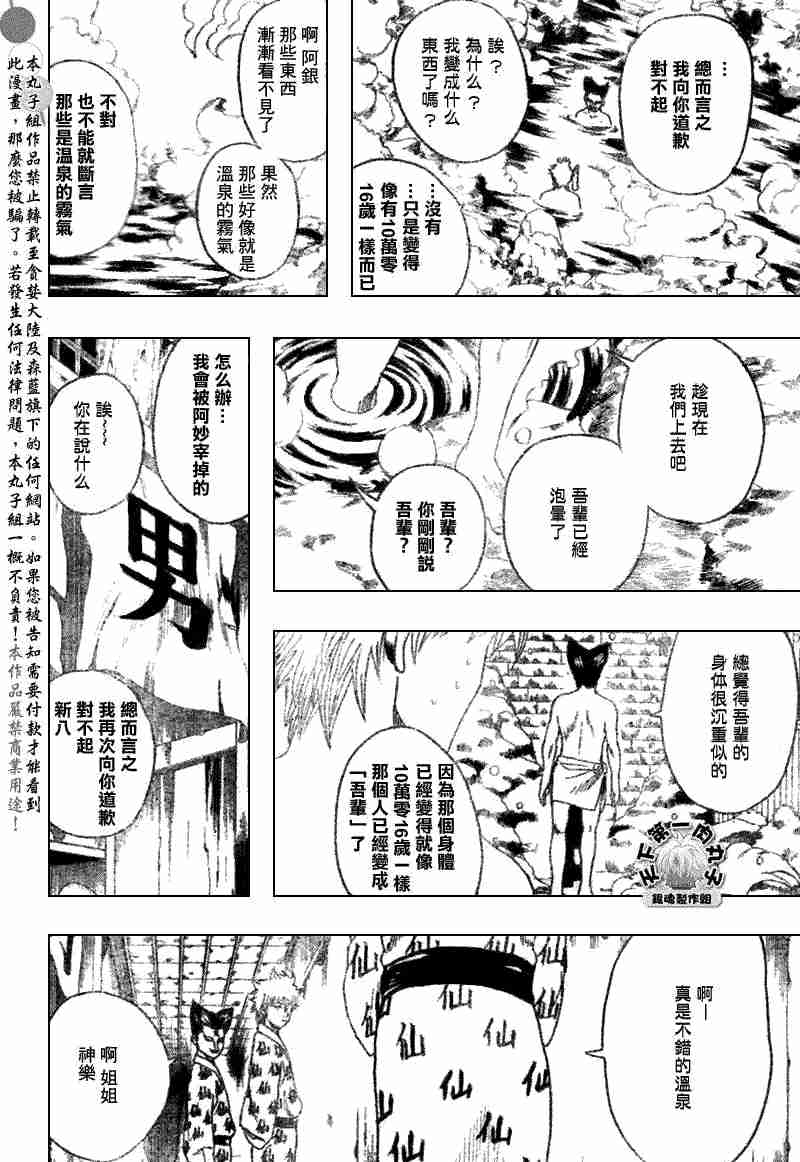 總而言之
我向你道歉
對不起
誒？
為什么？
我變成什么
東西了嗎？
…沒有
…只是變得
像有10萬零
16歲一樣而已
啊 阿銀
那些東西
漸漸看不見了
果然
那些好像就是
溫泉的霧氣
不對
也不能就斷言
那些是溫泉的霧氣
趁現在
我們上去吧
吾輩已經
泡暈了
吾輩？
你剛剛説
吾輩？
怎么辦…
我會被阿妙宰掉的
誒~~
你在說什么
男
總而言之
我再次向你道歉
對不起
新八
總覺得吾輩的
身体很沉重似的
因為那個身體
已經變得就像
10萬零16歲一樣
那個人已經變成
「吾輩」了
天下第一的丸子
銀魂製作組
啊—
真是不錯的溫泉
啊 姐姐
神樂
仙
仙
仙
仙
仙
仙
仙
仙
仙
本丸子組作品禁止轉載至貪婪大陸及森藍旗下的任何網站。如果您被告知需要付款才能看到
此漫畫，那麼您被騙了。若發生任何法律問題，本丸子組一概不負責！本作品嚴禁商業用途！